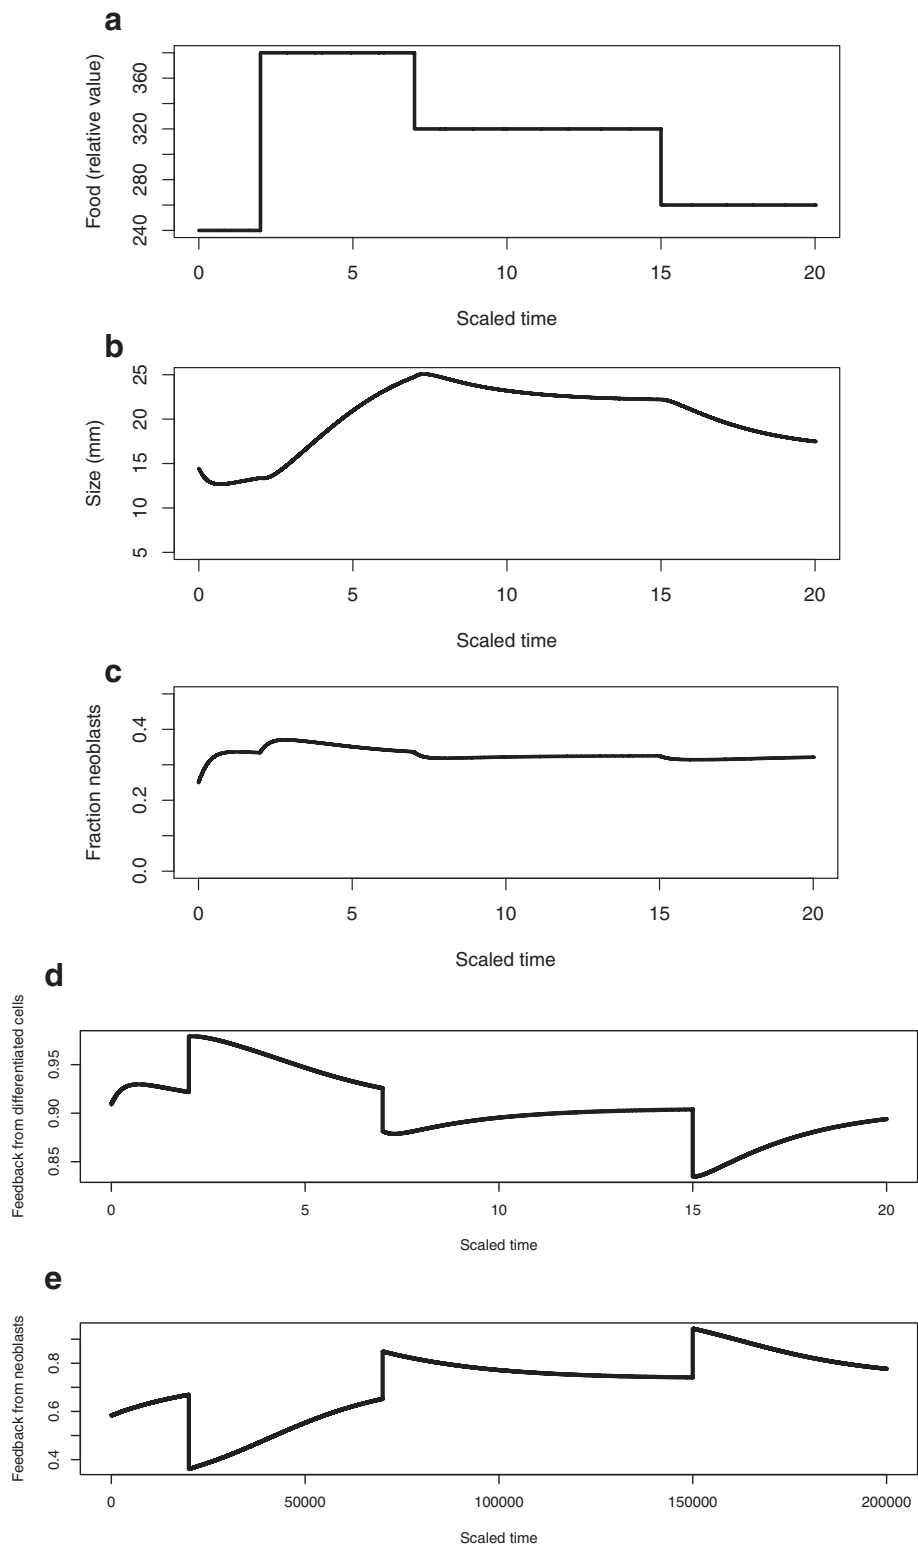 a
Food (relative value)
360
320
280
240
0 5 10 15 20
Scaled time
b
Size (mm)
25
20
15
10
5
0 5 10 15 20
Scaled time
c
Fraction neoblasts
0.4
0.2
0.0
0 5 10 15 20
Scaled time
d
Feedback from differentiated cells
0.95
0.90
0.85
0 5 10 15 20
Scaled time
e
Feedback from neoblasts
0.8
0.6
0.4
0 50000 100000 150000 200000
Scaled time